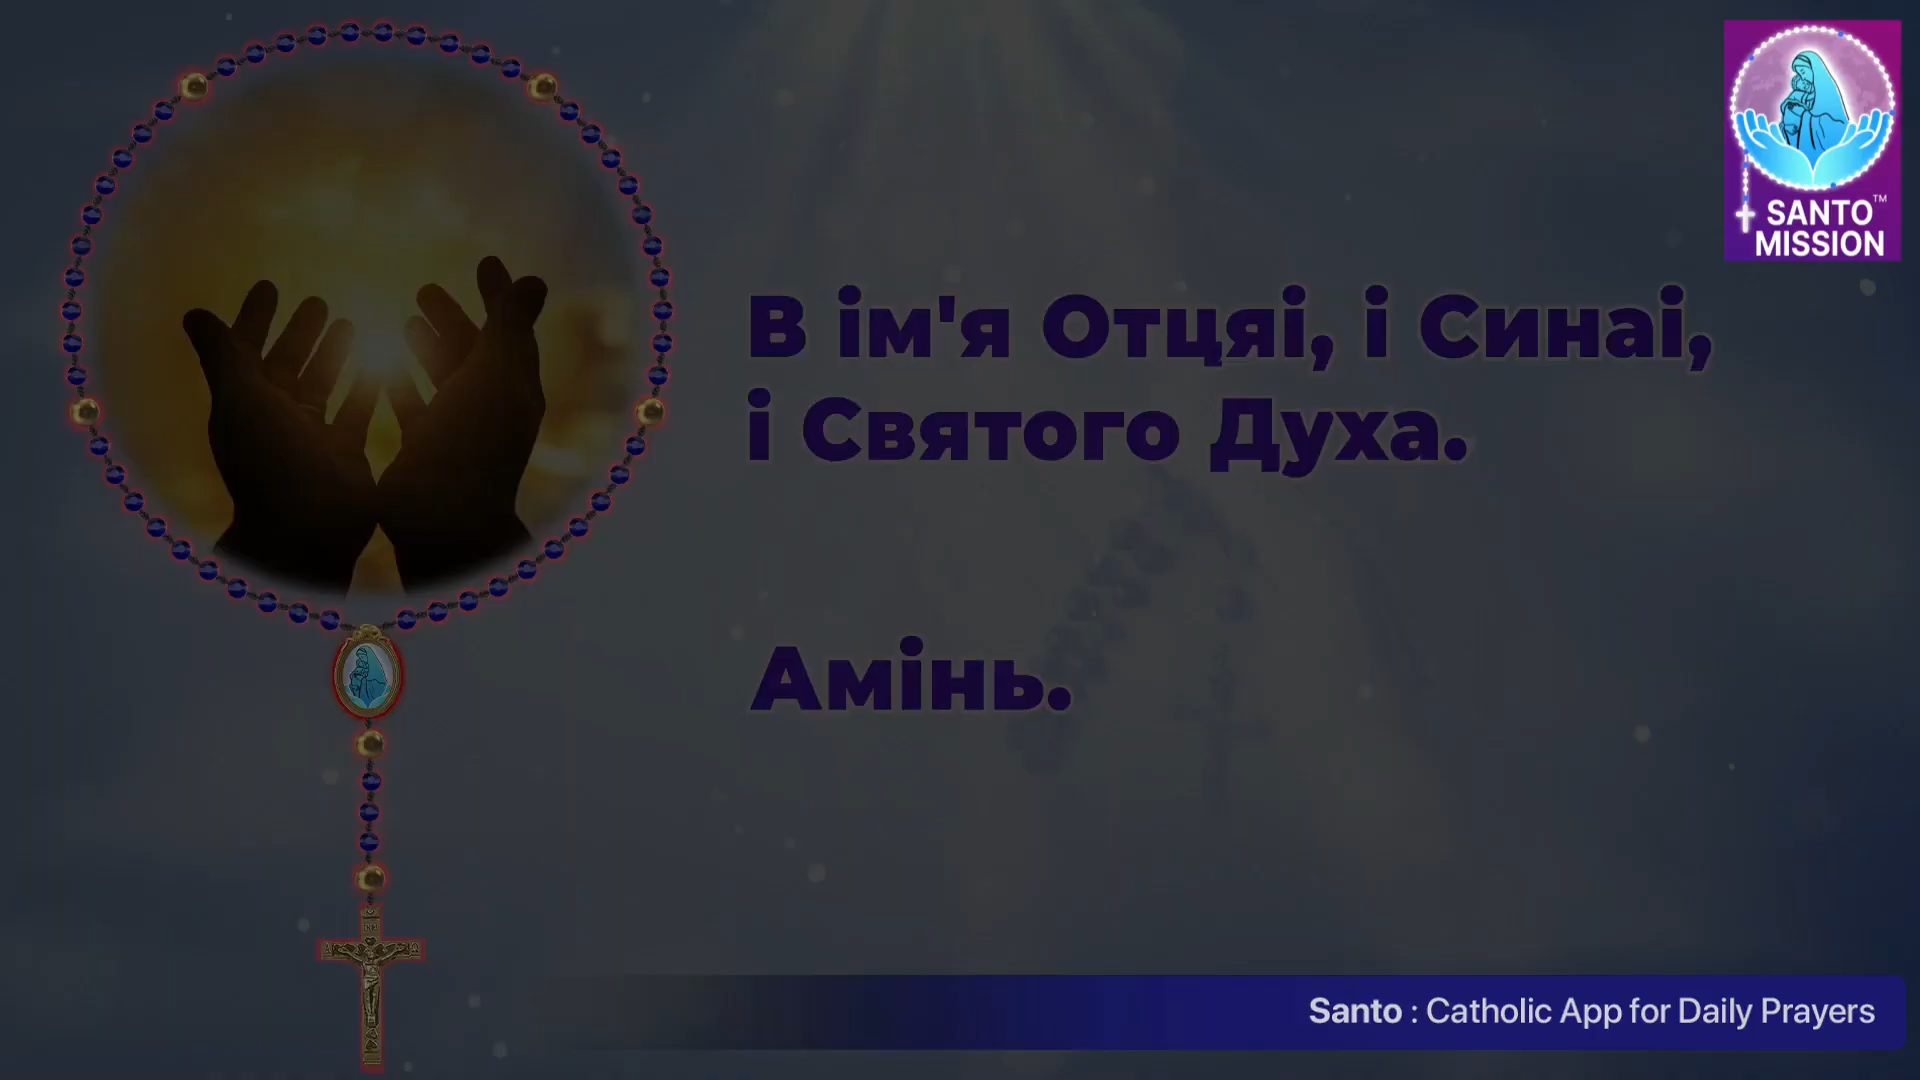 SANTO™
MISSION
В ім'я Отцяі, і Синаі,
і Святого Духа.
Амінь.
Santo : Catholic App for Daily Prayers